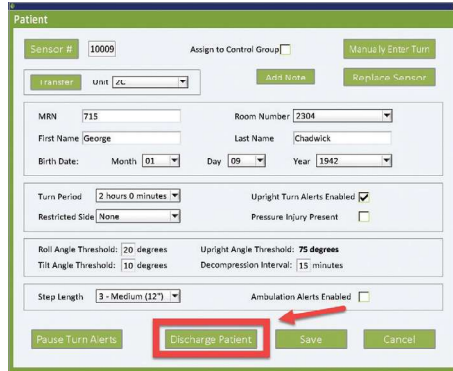 Patient
Sensor # 10009 Assign to Control Group Manually Enter Turn
Transfer Unit 2C Add Note Replace Sensor
MRN 715 Room Number 2304
First Name George Last Name Chadwick
Birth Date: Month 01 Day 09 Year 1942
Turn Period 2 hours 0 minutes Upright Turn Alerts Enabled
Restricted Side None Pressure Injury Present
Roll Angle Threshold: 20 degrees Upright Angle Threshold: 75 degrees
Tilt Angle Threshold: 10 degrees Decompression Interval: 15 minutes
Step Length 3 - Medium (12") Ambulation Alerts Enabled
Pause Turn Alerts Discharge Patient Save Cancel